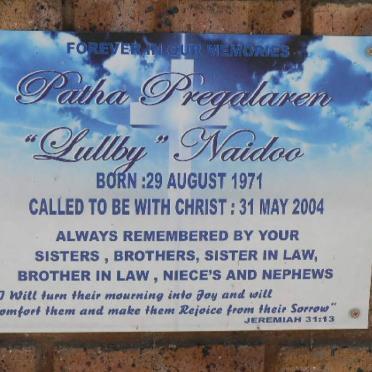 FOREVER IN OUR MEMORIES
Patha Pregalaren
"Lullby" Naidoo
BORN :29 AUGUST 1971
CALLED TO BE WITH CHRIST : 31 MAY 2004
ALWAYS REMEMBERED BY YOUR
SISTERS , BROTHERS, SISTER IN LAW,
BROTHER IN LAW , NIECE'S AND NEPHEWS
I Will turn their mourning into Joy and will
comfort them and make them Rejoice from their Sorrow"
JEREMIAH 31:13